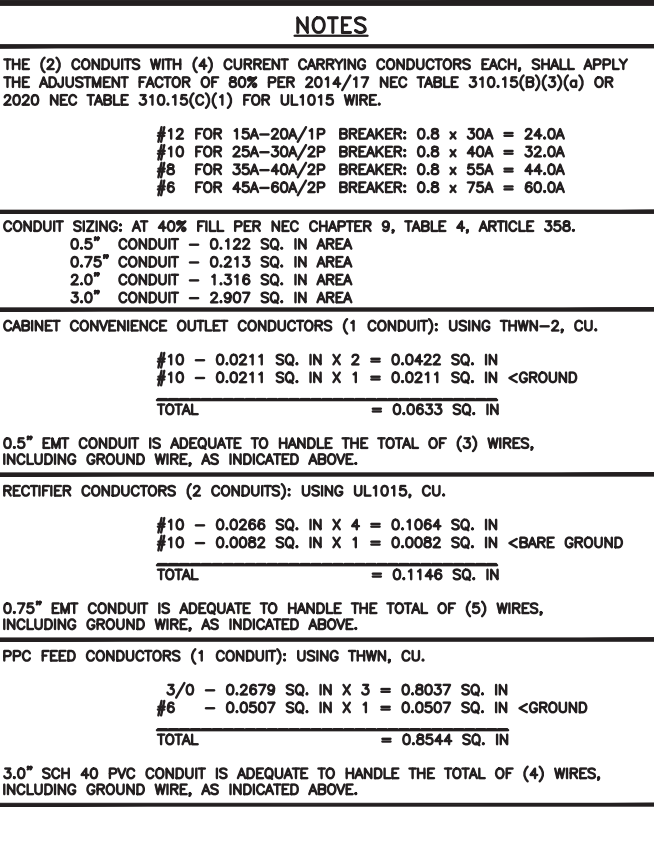 NOTES
THE (2) CONDUITS WITH (4) CURRENT CARRYING CONDUCTORS EACH, SHALL APPLY
THE ADJUSTMENT FACTOR OF 80% PER 2014/17 NEC TABLE 310.15(B)(3)(a) OR
2020 NEC TABLE 310.15(C)(1) FOR UL1015 WIRE.
#12 FOR 15A-20A/1P BREAKER: 0.8 x 30A = 24.0A
#10 FOR 25A-30A/2P BREAKER: 0.8 x 40A = 32.0A
#8 FOR 35A-40A/2P BREAKER: 0.8 x 55A = 44.0A
#6 FOR 45A-60A/2P BREAKER: 0.8 x 75A = 60.0A
CONDUIT SIZING: AT 40% FILL PER NEC CHAPTER 9, TABLE 4, ARTICLE 358.
0.5" CONDUIT - 0.122 SQ. IN AREA
0.75" CONDUIT - 0.213 SQ. IN AREA
2.0" CONDUIT - 1.316 SQ. IN AREA
3.0" CONDUIT - 2.907 SQ. IN AREA
CABINET CONVENIENCE OUTLET CONDUCTORS (1 CONDUIT): USING THWN-2, CU.
#10 - 0.0211 SQ. IN X 2 = 0.0422 SQ. IN
#10 - 0.0211 SQ. IN X 1 = 0.0211 SQ. IN <GROUND
TOTAL = 0.0633 SQ. IN
0.5" EMT CONDUIT IS ADEQUATE TO HANDLE THE TOTAL OF (3) WIRES,
INCLUDING GROUND WIRE, AS INDICATED ABOVE.
RECTIFIER CONDUCTORS (2 CONDUITS): USING UL1015, CU.
#10 - 0.0266 SQ. IN X 4 = 0.1064 SQ. IN
#10 - 0.0082 SQ. IN X 1 = 0.0082 SQ. IN <BARE GROUND
TOTAL = 0.1146 SQ. IN
0.75" EMT CONDUIT IS ADEQUATE TO HANDLE THE TOTAL OF (5) WIRES,
INCLUDING GROUND WIRE, AS INDICATED ABOVE.
PPC FEED CONDUCTORS (1 CONDUIT): USING THWN, CU.
3/0 - 0.2679 SQ. IN X 3 = 0.8037 SQ. IN
#6 - 0.0507 SQ. IN X 1 = 0.0507 SQ. IN <GROUND
TOTAL = 0.8544 SQ. IN
3.0" SCH 40 PVC CONDUIT IS ADEQUATE TO HANDLE THE TOTAL OF (4) WIRES,
INCLUDING GROUND WIRE, AS INDICATED ABOVE.